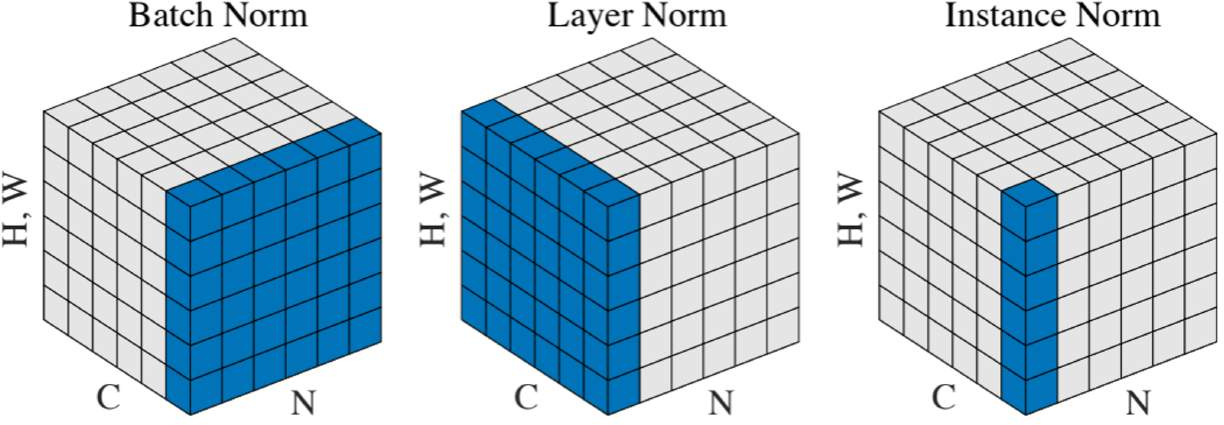 Batch Norm
Layer Norm
Instance Norm
H, W
C
N
H, W
C
N
H, W
C
N